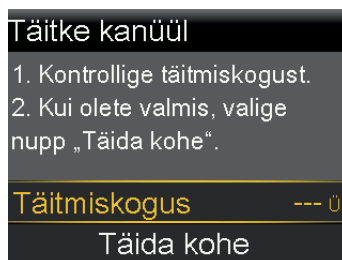 Täitke kanüül
1. Kontrollige täitmiskogust.
2. Kui olete valmis, valige
nupp „Täida kohe“.
Täitmiskogus --- Ü
Täida kohe